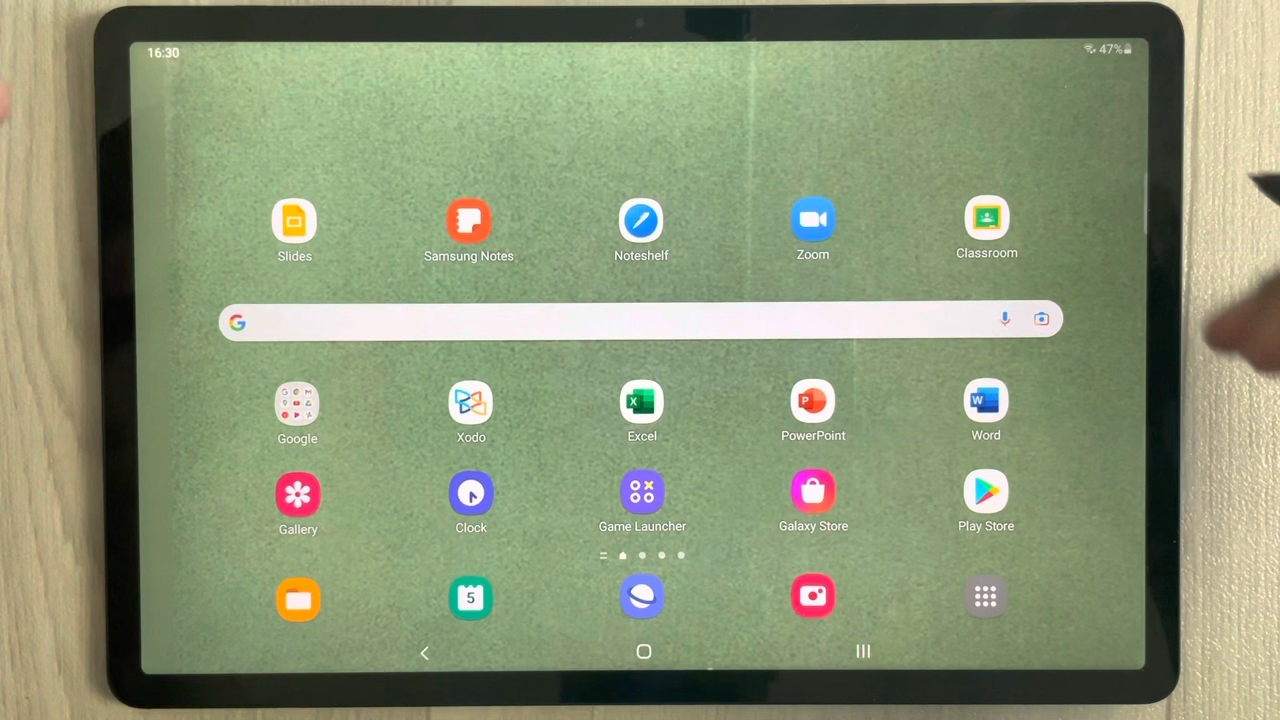 16:30
47%
Slides
Samsung Notes
Noteshelf
Zoom
Classroom
Google
Xodo
Excel
PowerPoint
Word
Gallery
Clock
Game Launcher
Galaxy Store
Play Store
5